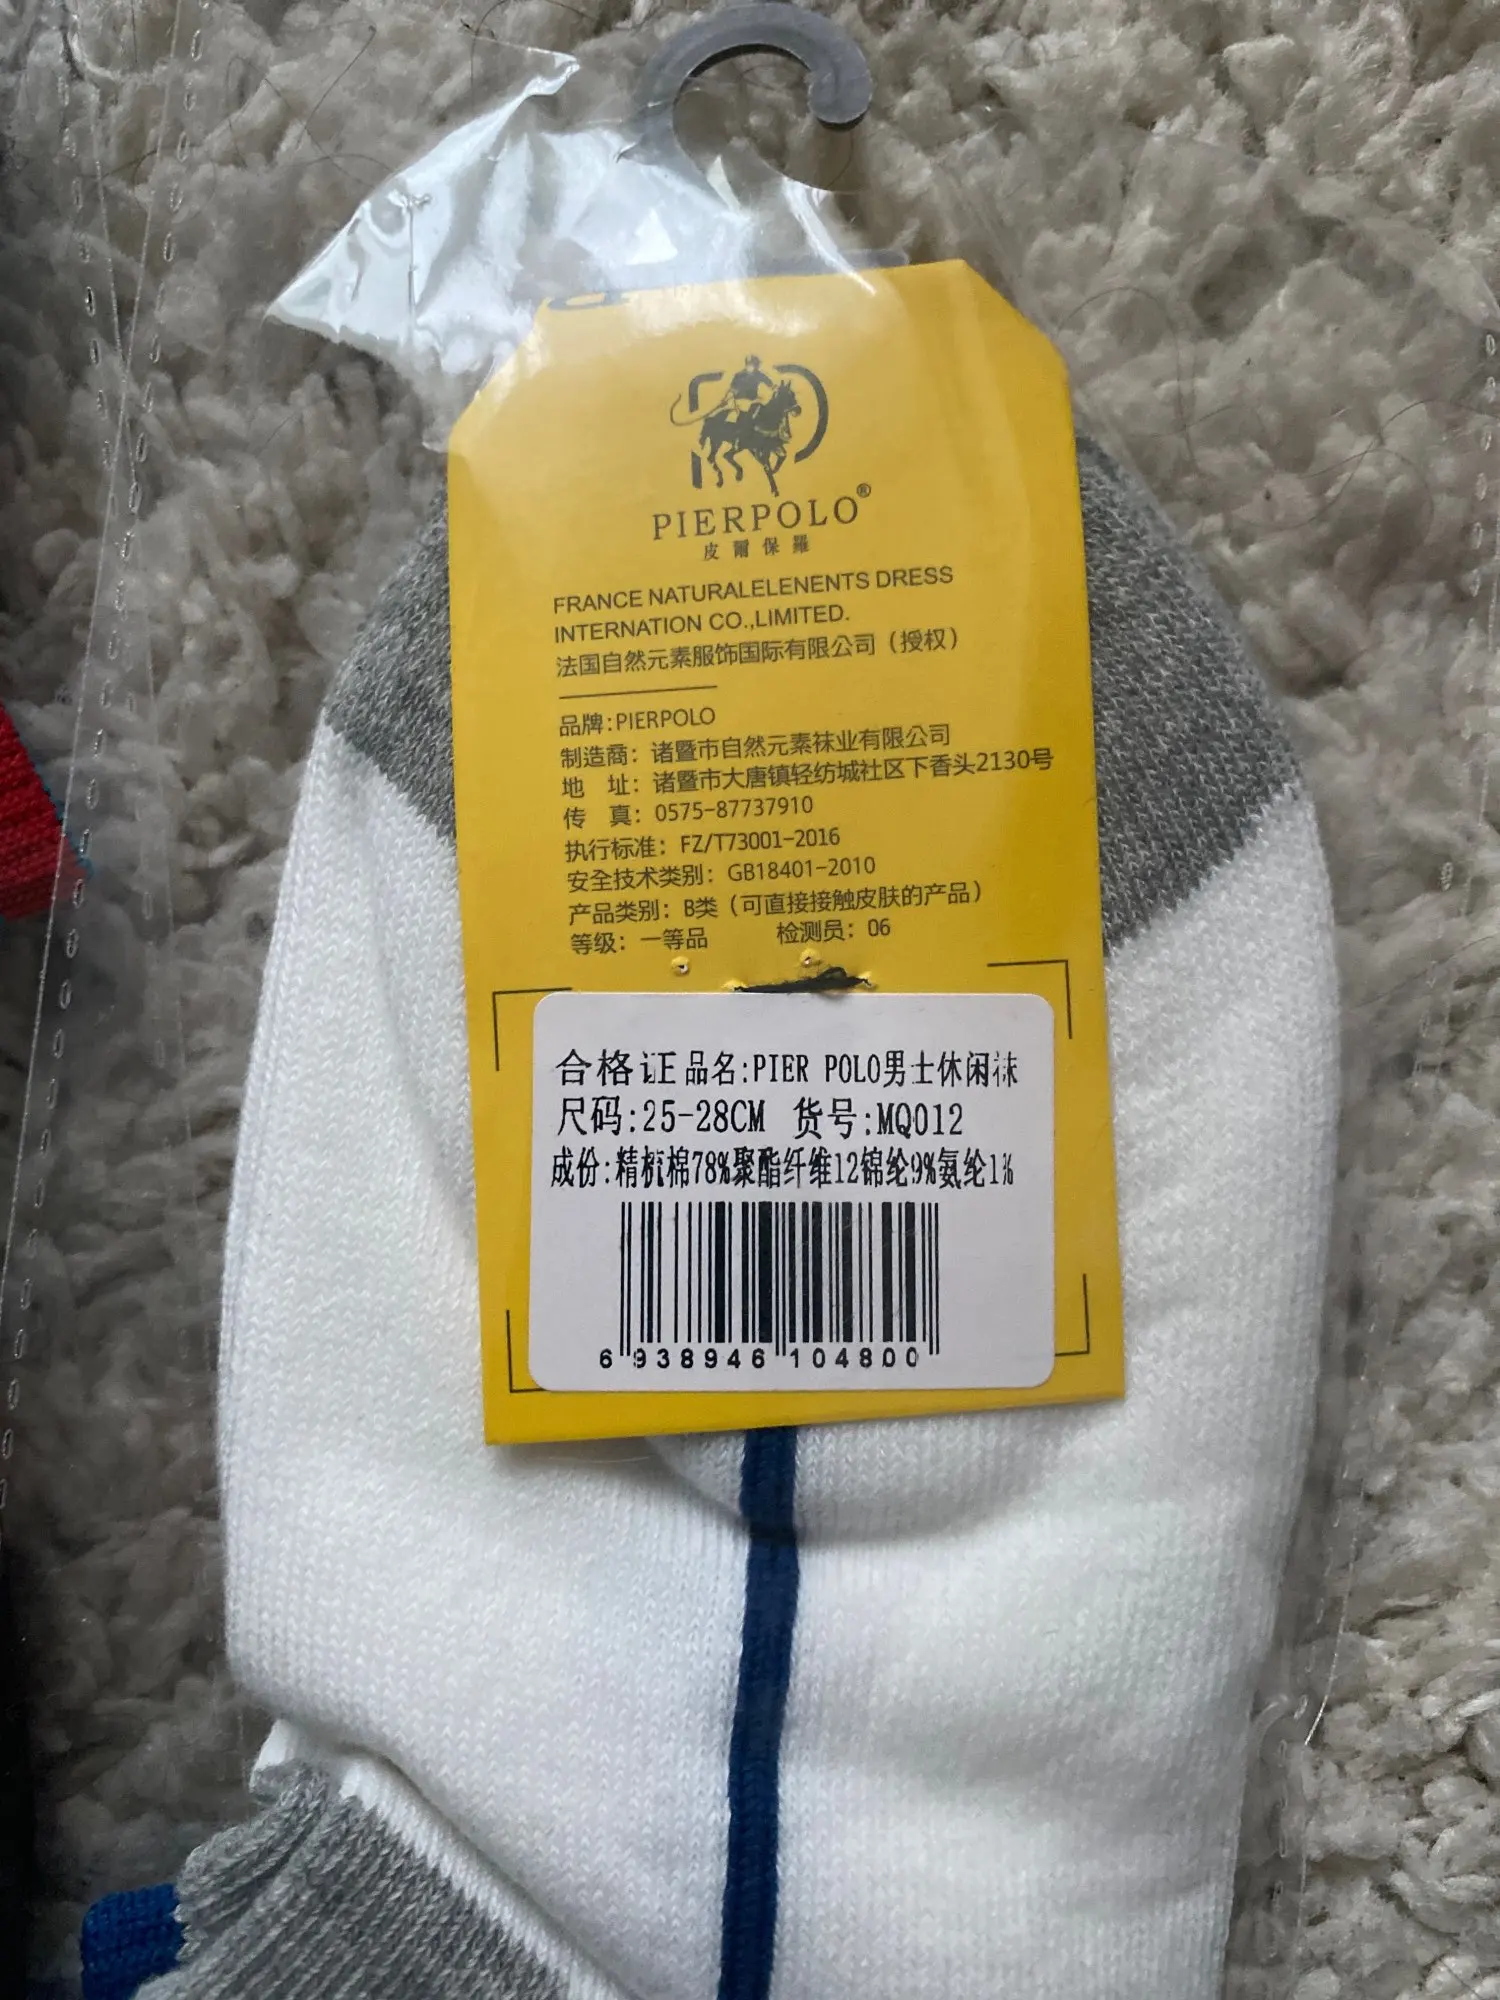 PIERPOLO®
皮爾保羅
FRANCE NATURALELENENTS DRESS
INTERNATION CO.,LIMITED.
法国自然元素服饰国际有限公司（授权）
品牌:PIERPOLO
制造商：诸暨市自然元素袜业有限公司
地 址：诸暨市大唐镇轻纺城社区下香头2130号
传 真：0575-87737910
执行标准：FZ/T73001-2016
安全技术类别：GB18401-2010
产品类别：B类（可直接接触皮肤的产品）
等级：一等品 检测员：06
合格证 品名:PIER POLO男士休闲袜
尺码:25-28CM 货号:MQ012
成份:精梳棉78%聚酯纤维12锦纶9%氨纶1%
6 938946 104800